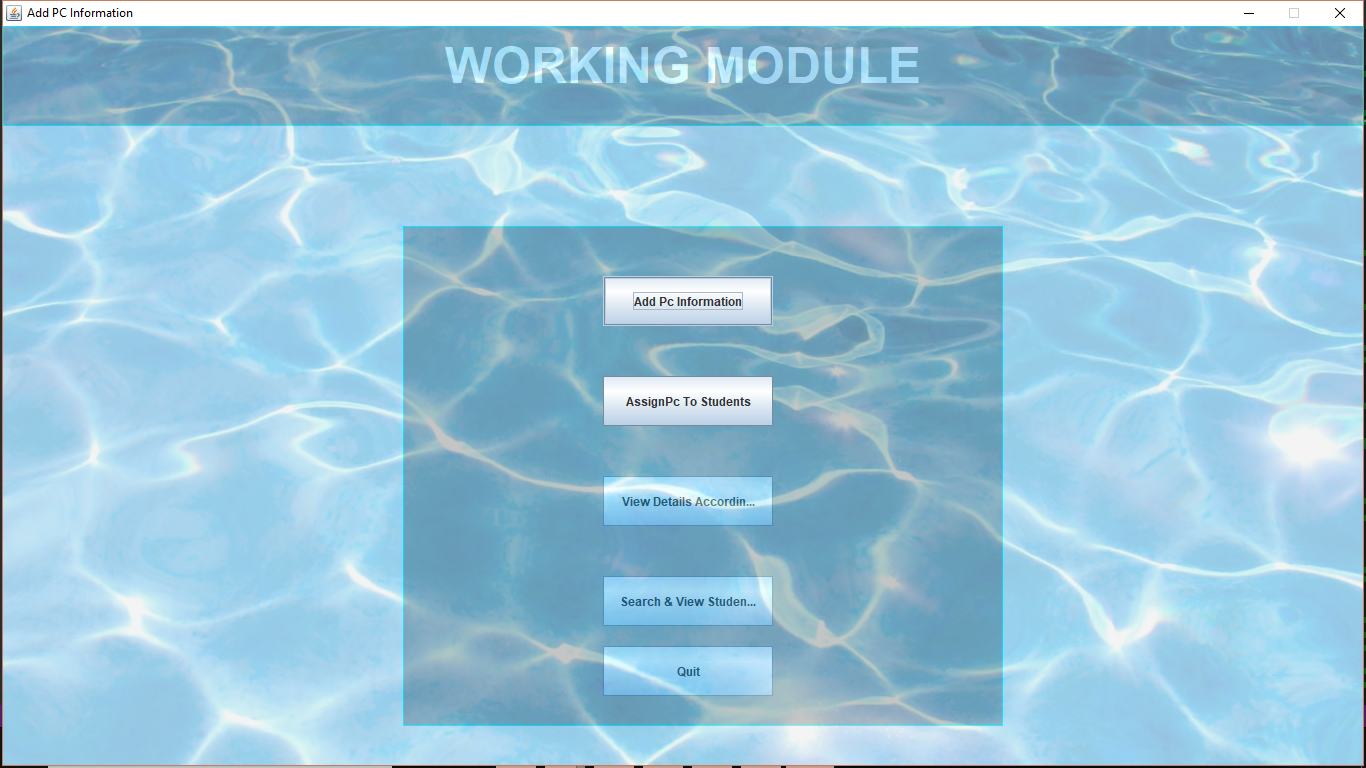 Add PC Information
WORKING MODULE
Add Pc Information
AssignPc To Students
View Details Accordin...
Search & View Studen...
Quit